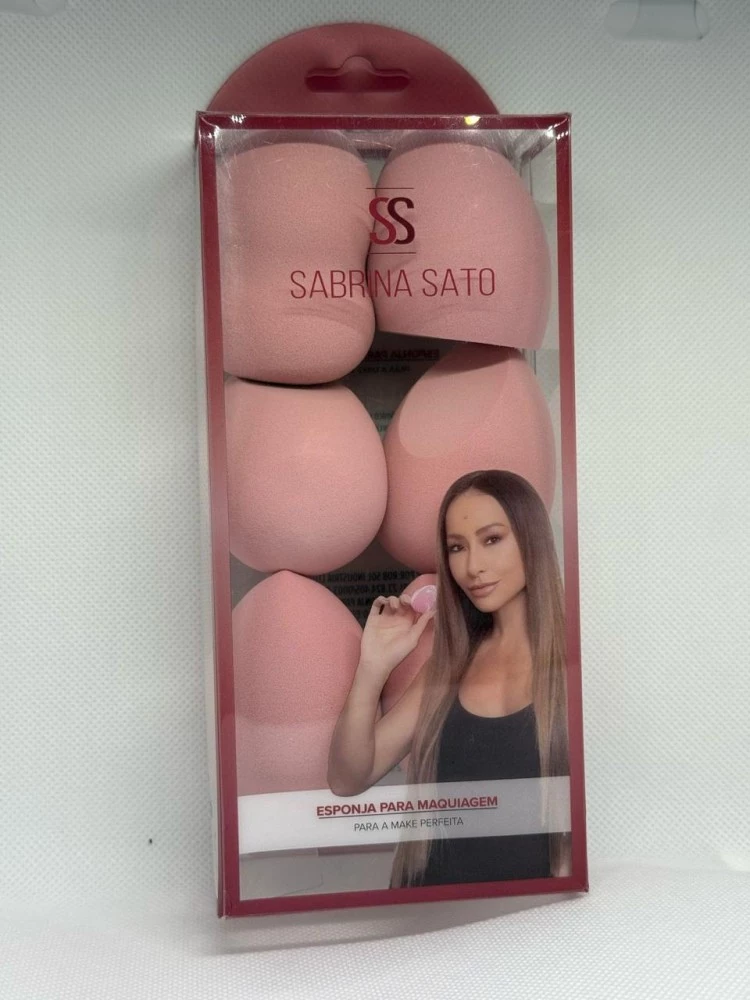 SS
SABRINA SATO
ESPONJA PARA MAQUIAGEM
PARA A MAKE PERFEITA